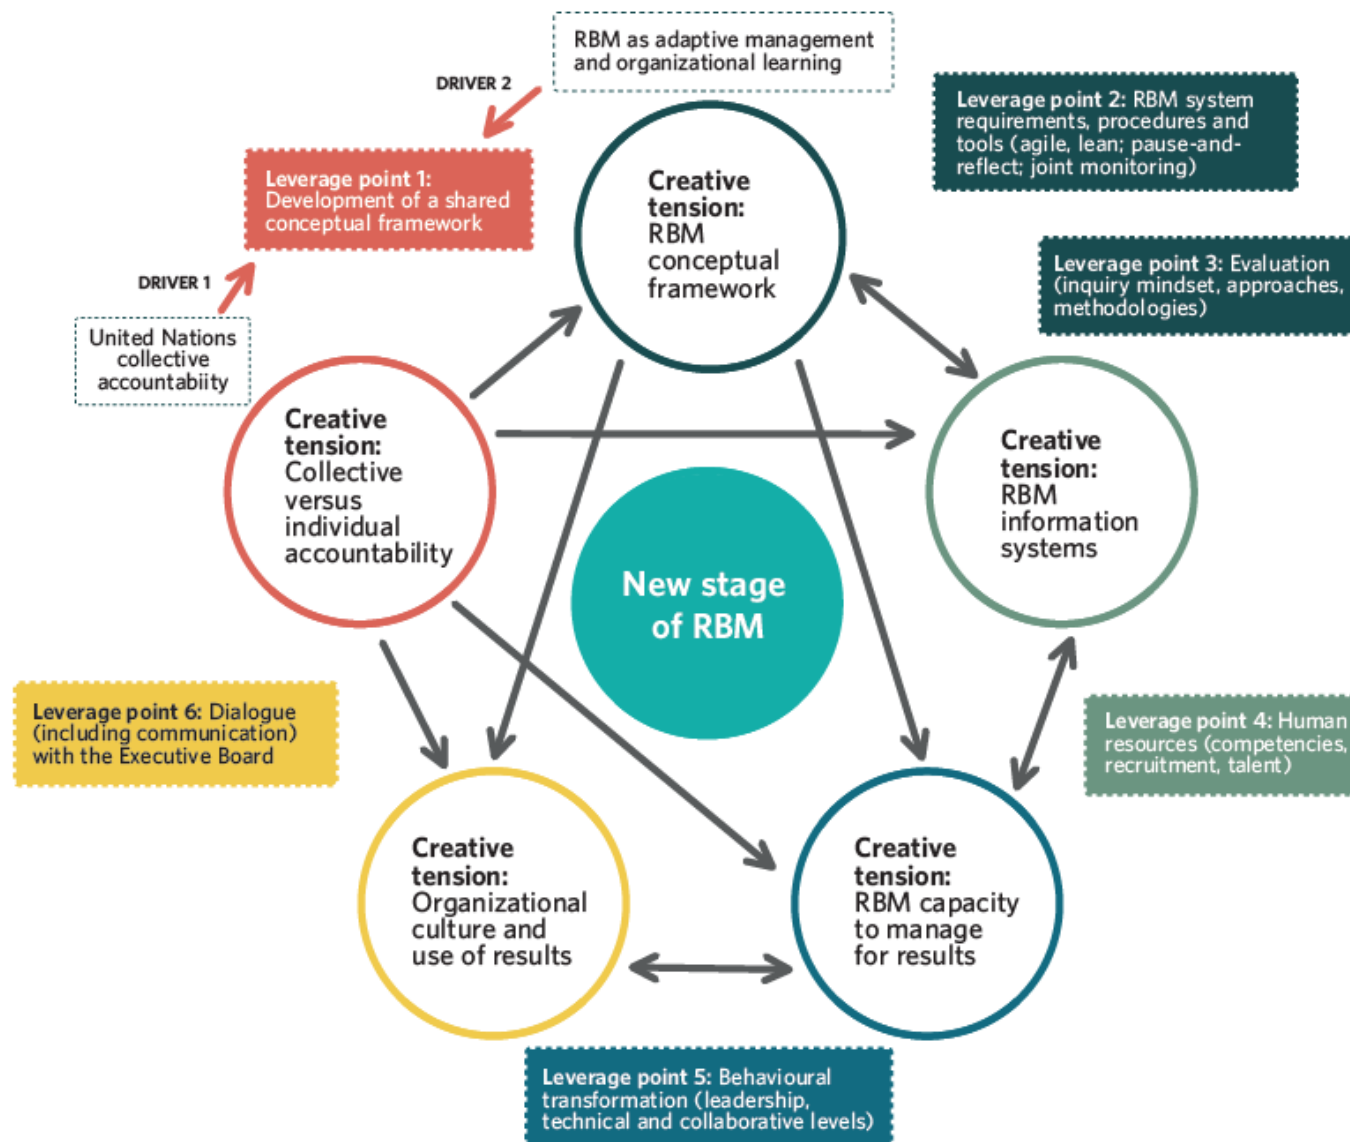 RBM as adaptive management
and organizational learning
DRIVER 2
Leverage point 2: RBM system
requirements, procedures and
tools (agile, lean; pause-and-
reflect; joint monitoring)
Leverage point 1:
Development of a shared
conceptual framework
Creative
tension:
RBM
conceptual
framework
Leverage point 3: Evaluation
(inquiry mindset, approaches,
methodologies)
DRIVER 1
United Nations
collective
accountabiity
Creative
tension:
Collective
versus
individual
accountability
Creative
tension:
RBM
information
systems
New stage
of RBM
Leverage point 6: Dialogue
(including communication)
with the Executive Board
Leverage point 4: Human
resources (competencies,
recruitment, talent)
Creative
tension:
Organizational
culture and
use of results
Creative
tension:
RBM capacity
to manage
for results
Leverage point 5: Behavioural
transformation (leadership,
technical and collaborative levels)